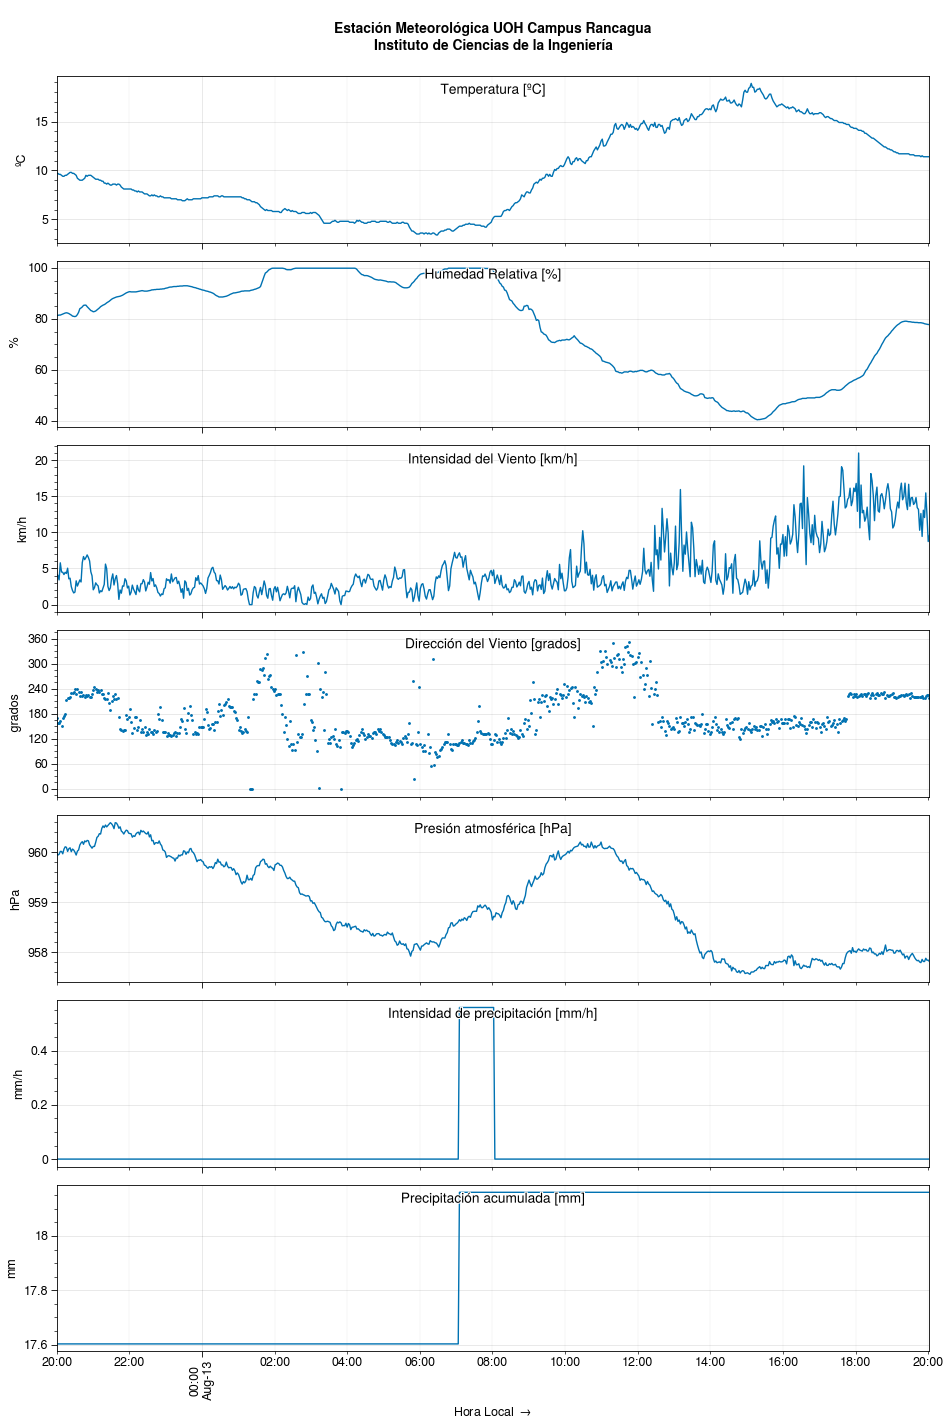 Estación Meteorológica UOH Campus Rancagua
Instituto de Ciencias de la Ingeniería
Temperatura [ºC]
ºC
15
10
5
Humedad Relativa [%]
%
100
80
60
40
Intensidad del Viento [km/h]
km/h
20
15
10
5
0
Dirección del Viento [grados]
grados
360
300
240
180
120
60
0
Presión atmosférica [hPa]
hPa
960
959
958
Intensidad de precipitación [mm/h]
mm/h
0.4
0.2
0
Precipitación acumulada [mm]
mm
18
17.8
17.6
20:00 22:00 00:00 02:00 04:00 06:00 08:00 10:00 12:00 14:00 16:00 18:00 20:00
Aug-13
Hora Local →